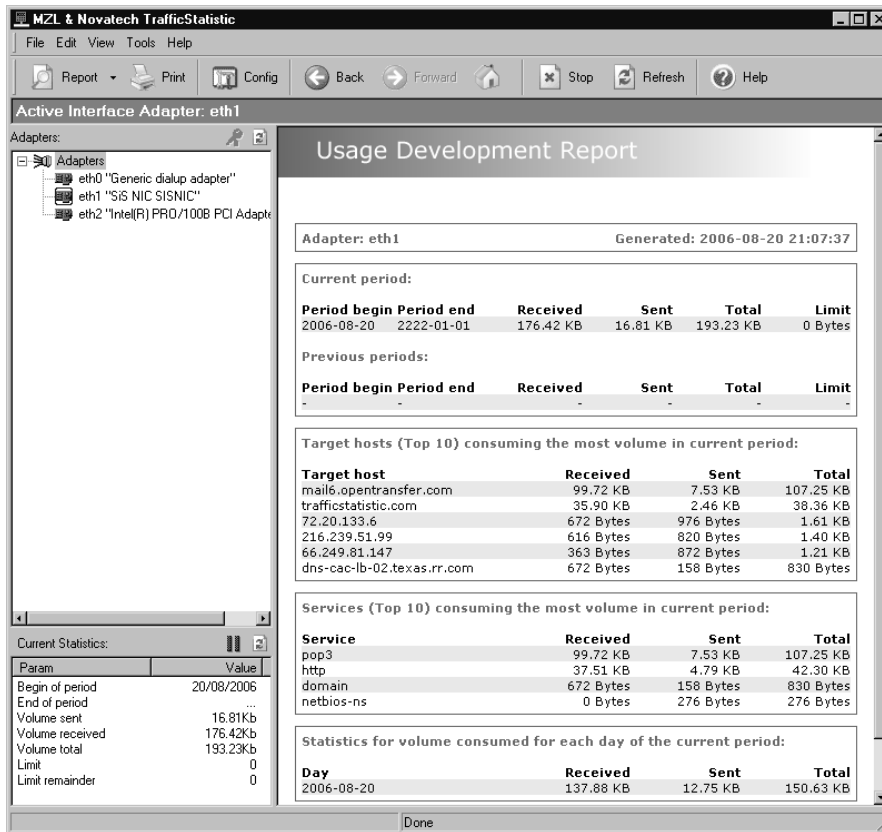 MZL & Novatech TrafficStatistic
File Edit View Tools Help
Report Print Config Back Forward Stop Refresh Help
Active Interface Adapter: eth1
Adapters:
Adapters
eth0 "Generic dialup adapter"
eth1 "SiS NIC SISNIC"
eth2 "Intel(R) PRO/100B PCI Adapte
Current Statistics:
Param Value
Begin of period 20/08/2006
End of period ...
Volume sent 16.81Kb
Volume received 176.42Kb
Volume total 193.23Kb
Limit 0
Limit remainder 0
Usage Development Report
Adapter: eth1 Generated: 2006-08-20 21:07:37
Current period:
Period begin Period end Received Sent Total Limit
2006-08-20 2222-01-01 176.42 KB 16.81 KB 193.23 KB 0 Bytes
Previous periods:
Period begin Period end Received Sent Total Limit
- - - - - -
Target hosts (Top 10) consuming the most volume in current period:
Target host Received Sent Total
mail6.opentransfer.com 99.72 KB 7.53 KB 107.25 KB
trafficstatistic.com 35.90 KB 2.46 KB 38.36 KB
72.20.133.6 672 Bytes 976 Bytes 1.61 KB
216.239.51.99 616 Bytes 820 Bytes 1.40 KB
66.249.81.147 363 Bytes 872 Bytes 1.21 KB
dns-cac-lb-02.texas.rr.com 672 Bytes 158 Bytes 830 Bytes
Services (Top 10) consuming the most volume in current period:
Service Received Sent Total
pop3 99.72 KB 7.53 KB 107.25 KB
http 37.51 KB 4.79 KB 42.30 KB
domain 672 Bytes 158 Bytes 830 Bytes
netbios-ns 0 Bytes 276 Bytes 276 Bytes
Statistics for volume consumed for each day of the current period:
Day Received Sent Total
2006-08-20 137.88 KB 12.75 KB 150.63 KB
Done